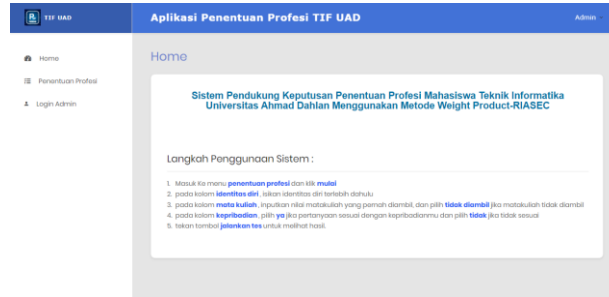 TIF UAD
Aplikasi Penentuan Profesi TIF UAD
Admin
Home
Penentuan Profesi
Login Admin
Home
Sistem Pendukung Keputusan Penentuan Profesi Mahasiswa Teknik Informatika
Universitas Ahmad Dahlan Menggunakan Metode Weight Product-RIASEC
Langkah Penggunaan Sistem :
1. Masuk Ke menu penentuan profesi dan klik mulai
2. pada kolom identitas diri, isikan identitas diri terlebih dahulu
3. pada kolom mata kuliah, inputkan nilai matakuliah yang pernah diambil, dan pilih tidak diambil jika matakuliah tidak diambil
4. pada kolom kepribadian, pilih ya jika pertanyaan sesuai dengan kepribadianmu dan pilih tidak jika tidak sesuai
5. tekan tombol jalankan tes untuk melihat hasil.